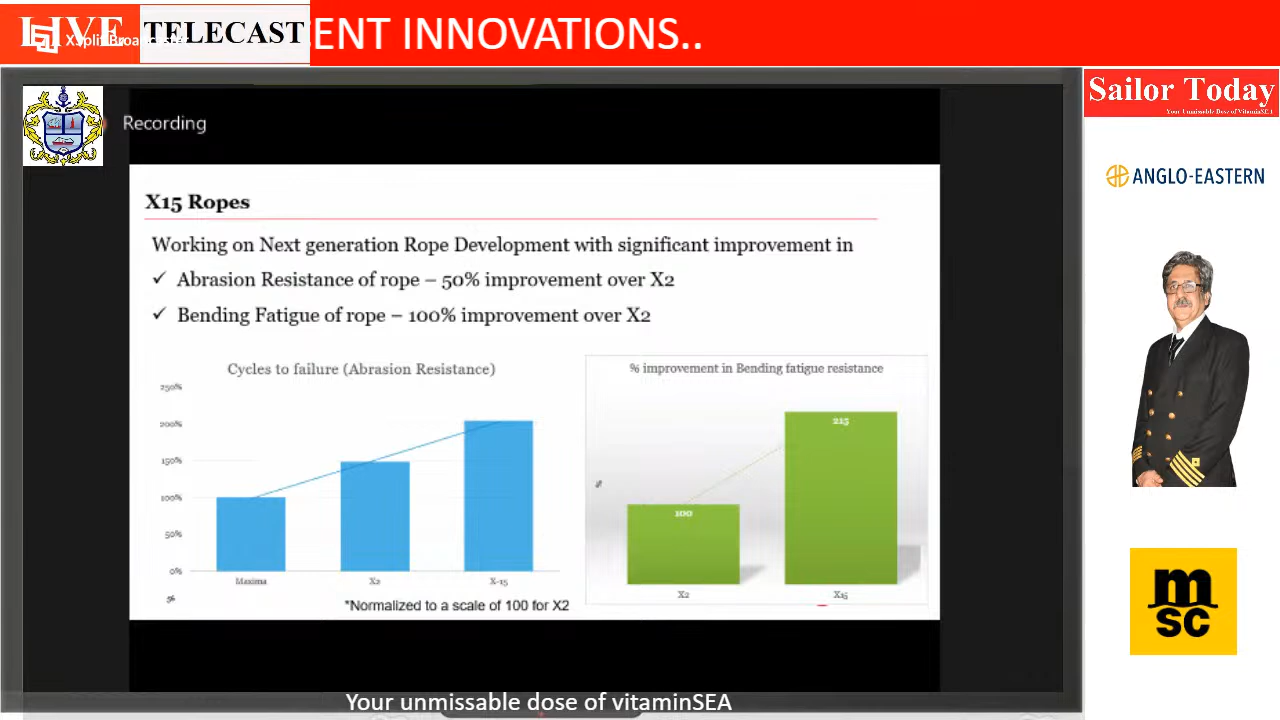 LIVE
TELECAST
XSplit Broadcaster
ENT INNOVATIONS..
Sailor Today
Your Unmissable Dose of VitaminSEA
Recording
ANGLO-EASTERN
X15 Ropes
Working on Next generation Rope Development with significant improvement in
✓ Abrasion Resistance of rope – 50% improvement over X2
✓ Bending Fatigue of rope – 100% improvement over X2
Cycles to failure (Abrasion Resistance)
250%
200%
150%
100%
50%
0%
Maxima
X2
X-15
%
*Normalized to a scale of 100 for X2
% improvement in Bending fatigue resistance
%
100
215
X2
X15
msc
Your unmissable dose of vitaminSEA